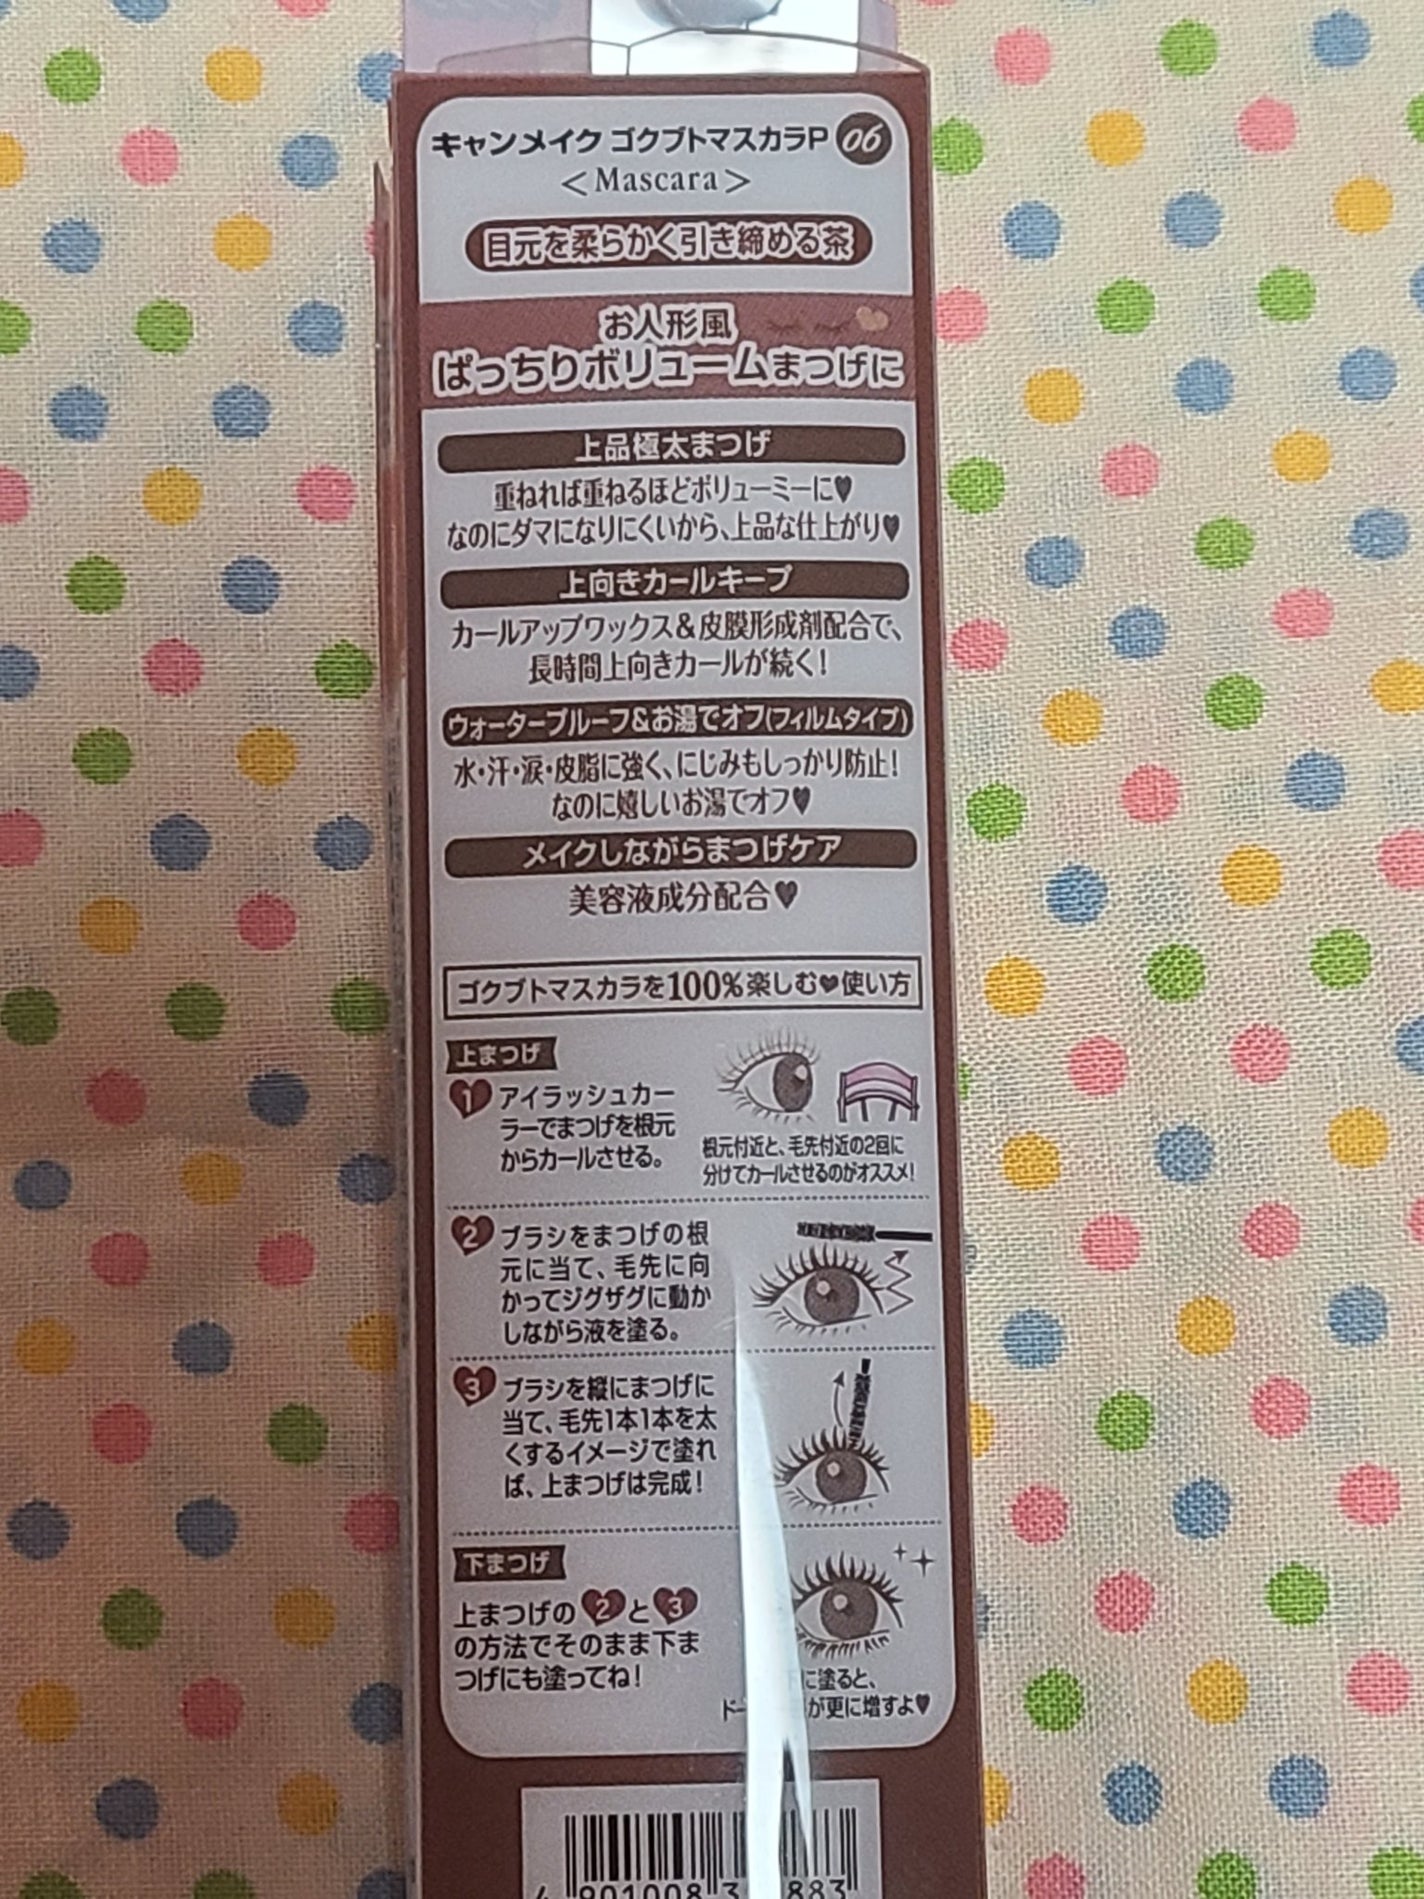 キャンメイク ゴクブトマスカラP 06
<Mascara>
目元を柔らかく引き締める茶
お人形風
ぱっちりボリュームまつげに
上品極太まつげ
重ねれば重ねるほどボリューミーに♥
なのにダマになりにくいから、上品な仕上がり♥
上向きカールキープ
カールアップワックス&皮膜形成剤配合で、
長時間上向きカールが続く!
ウォータープルーフ&お湯でオフ(フィルムタイプ)
水・汗・涙・皮脂に強く、にじみもしっかり防止!
なのに嬉しいお湯でオフ♥
メイクしながらまつげケア
美容液成分配合♥
ゴクブトマスカラを100%楽しむ♥使い方
上まつげ
1 アイラッシュカー
ラーでまつげを根元
からカールさせる。
根元付近と、毛先付近の2回に
分けてカールさせるのがオススメ!
2 ブラシをまつげの根
元に当て、毛先に向
かってジグザグに動か
しながら液を塗る。
3 ブラシを縦にまつげに
当て、毛先1本1本を太
くするイメージで塗れ
ば、上まつげは完成!
下まつげ
上まつげの2と3
の方法でそのまま下ま
つげにも塗ってね!
に塗ると、
が更に増すよ♥
4 901008 3 883